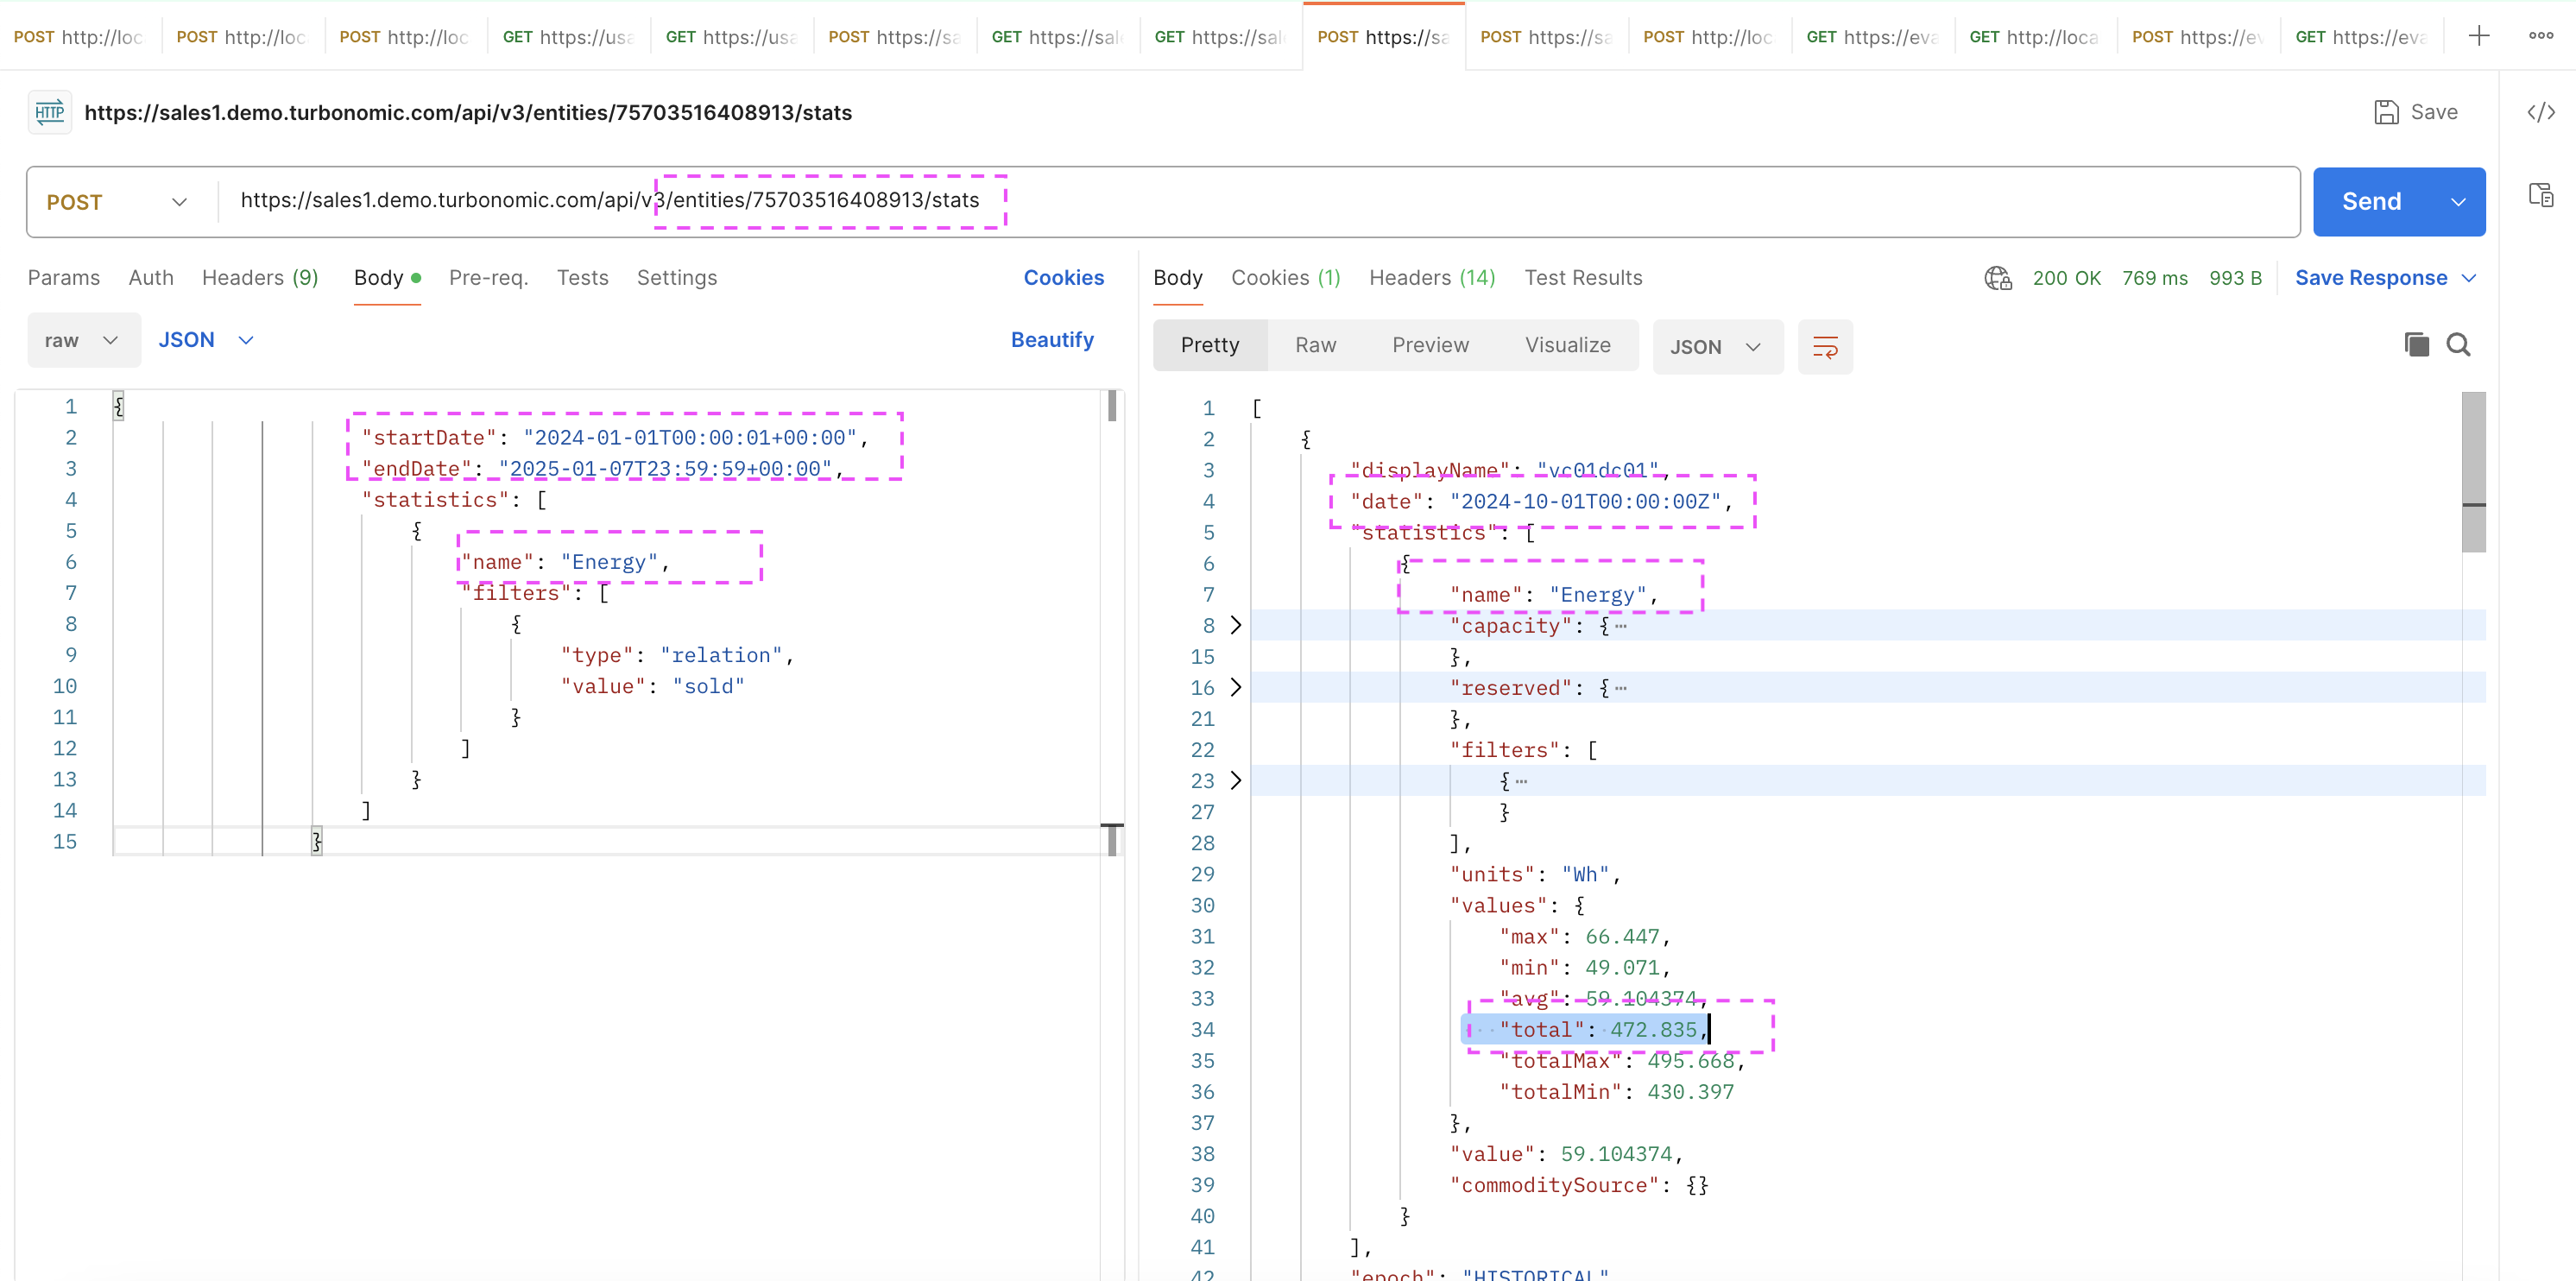 POST http://loc
POST http://loc
POST http://loc
GET https://usa
GET https://usa
POST https://sa
GET https://sal
GET https://sal
POST https://sa
POST https://sa
POST http://loc
GET https://eva
GET http://loca
POST https://ev
GET https://eva
HTTP https://sales1.demo.turbonomic.com/api/v3/entities/75703516408913/stats
Save
POST https://sales1.demo.turbonomic.com/api/v3/entities/75703516408913/stats
Send
Params Auth Headers (9) Body Pre-req. Tests Settings Cookies
raw JSON Beautify
1 {
2 "startDate": "2024-01-01T00:00:01+00:00",
3 "endDate": "2025-01-07T23:59:59+00:00",
4 "statistics": [
5 {
6 "name": "Energy",
7 "filters": [
8 {
9 "type": "relation",
10 "value": "sold"
11 }
12 ]
13 }
14 ]
15 }
Body Cookies (1) Headers (14) Test Results 200 OK 769 ms 993 B Save Response
Pretty Raw Preview Visualize JSON
1 [
2 {
3 "displayName": "vc01dc01",
4 "date": "2024-10-01T00:00:00Z",
5 "statistics": [
6 {
7 "name": "Energy",
8 "capacity": {…
15 },
16 "reserved": {…
21 },
22 "filters": [
23 {…
27 }
28 ],
29 "units": "Wh",
30 "values": {
31 "max": 66.447,
32 "min": 49.071,
33 "avg": 59.104374,
34 "total": 472.835,
35 "totalMax": 495.668,
36 "totalMin": 430.397
37 },
38 "value": 59.104374,
39 "commoditySource": {}
40 }
41 ],
42 "epoch": "HISTORICAL"